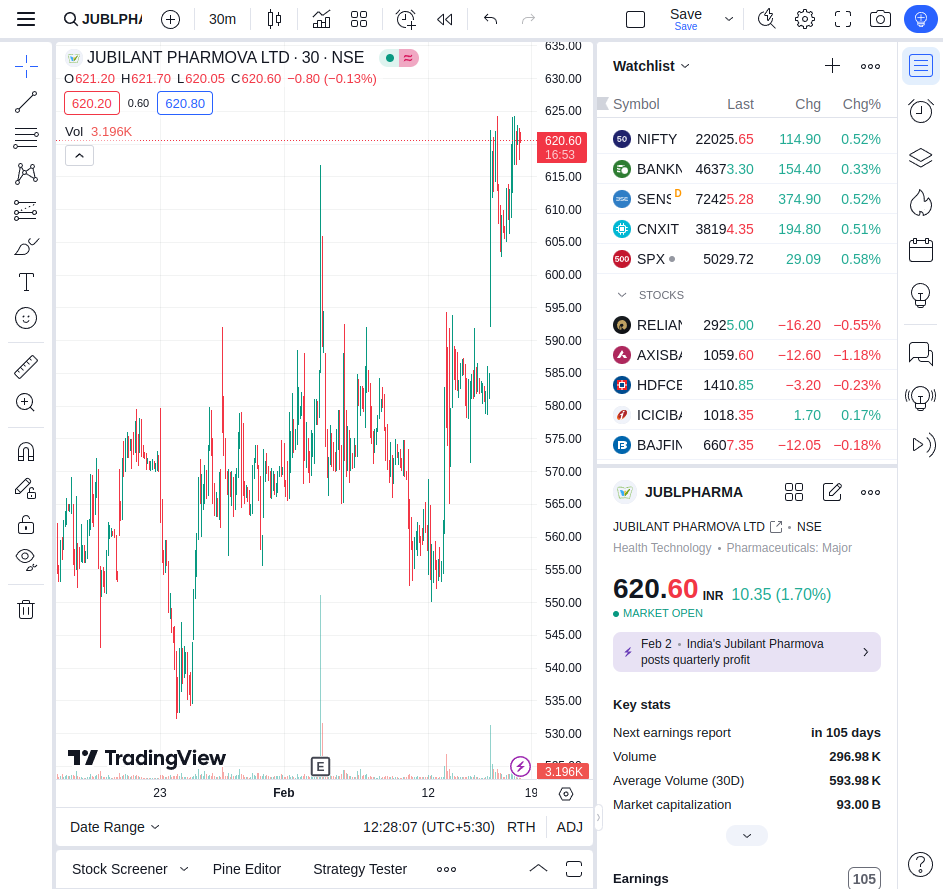 JUBLPHA
30m
Save
Save
JUBILANT PHARMOVA LTD · 30 · NSE
≈
O621.20 H621.70 L620.05 C620.60 −0.80 (−0.13%)
620.20 0.60 620.80
Vol 3.196K
635.00
630.00
625.00
620.60
16:53
615.00
610.00
605.00
600.00
595.00
590.00
585.00
580.00
575.00
570.00
565.00
560.00
555.00
550.00
545.00
540.00
535.00
530.00
3.196K
TradingView
E
23 Feb 12 19
Date Range
12:28:07 (UTC+5:30) RTH ADJ
Stock Screener Pine Editor Strategy Tester
Watchlist
Symbol Last Chg Chg%
50 NIFTY 22025.65 114.90 0.52%
BANKN 46373.30 154.40 0.33%
SENS D 72425.28 374.90 0.52%
CNXIT 38194.35 194.80 0.51%
500 SPX 5029.72 29.09 0.58%
STOCKS
RELIAN 2925.00 −16.20 −0.55%
AXISBA 1059.60 −12.60 −1.18%
HDFCB 1410.85 −3.20 −0.23%
ICICIBA 1018.35 1.70 0.17%
BAJFIN 6607.35 −12.05 −0.18%
JUBLPHARMA
JUBILANT PHARMOVA LTD • NSE
Health Technology • Pharmaceuticals: Major
620.60 INR 10.35 (1.70%)
MARKET OPEN
Feb 2 • India's Jubilant Pharmova
posts quarterly profit
Key stats
Next earnings report in 105 days
Volume 296.98 K
Average Volume (30D) 593.98 K
Market capitalization 93.00 B
Earnings 105